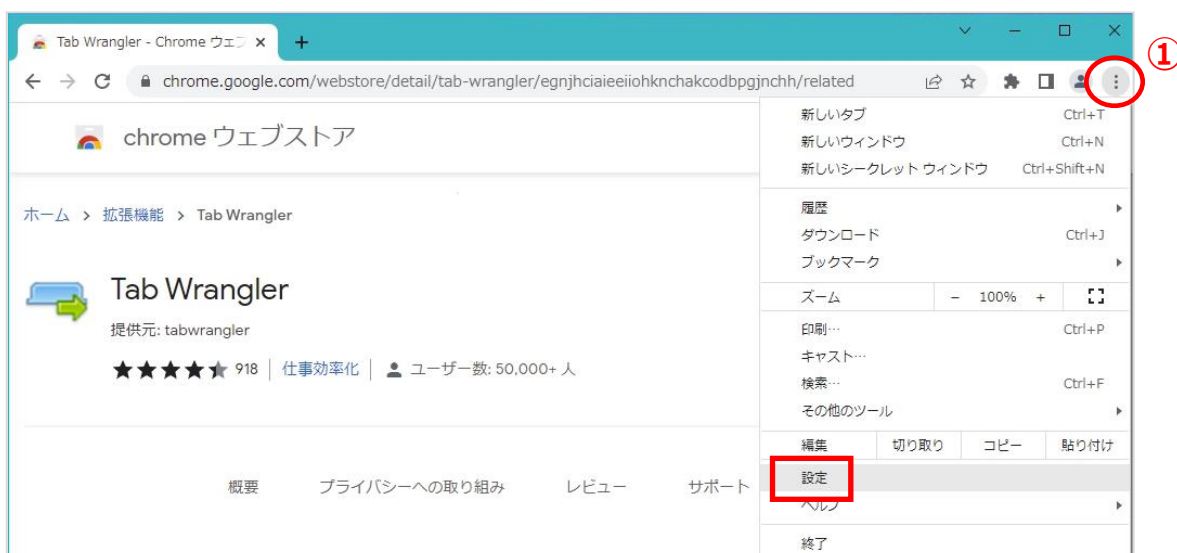 Tab Wrangler - Chrome ウェブ
①
chrome.google.com/webstore/detail/tab-wrangler/egnjhciaieeiiohknchakcodbpgjnchh/related
chrome ウェブストア
ホーム > 拡張機能 > Tab Wrangler
Tab Wrangler
提供元: tabwrangler
918 仕事効率化 ユーザー数: 50,000+ 人
概要 プライバシーへの取り組み レビュー サポート
新しいタブ Ctrl+T
新しいウィンドウ Ctrl+N
新しいシークレット ウィンドウ Ctrl+Shift+N
履歴
ダウンロード Ctrl+J
ブックマーク
ズーム - 100% +
印刷… Ctrl+P
キャスト…
検索… Ctrl+F
その他のツール
編集 切り取り コピー 貼り付け
設定
ヘルプ
終了